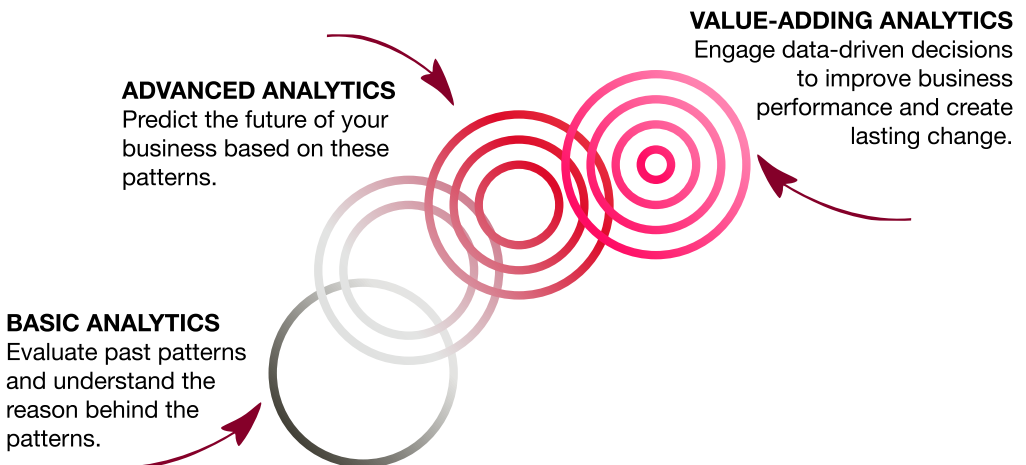 VALUE-ADDING ANALYTICS
Engage data-driven decisions
to improve business
performance and create
lasting change.
ADVANCED ANALYTICS
Predict the future of your
business based on these
patterns.
BASIC ANALYTICS
Evaluate past patterns
and understand the
reason behind the
patterns.